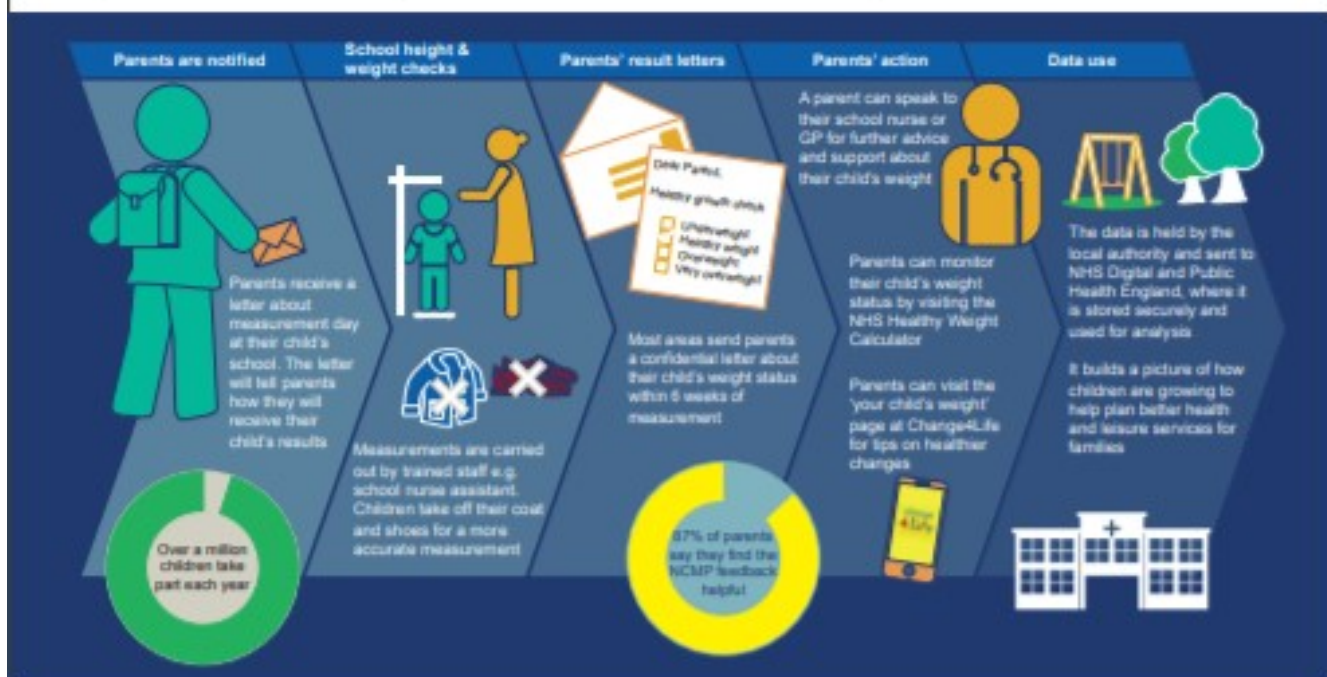 Parents are notified
School height &
weight checks
Parents' result letters
Parents' action
Data use
Parents receive a
letter about
measurement day
at their child's
school. The letter
will tell parents
how they will
receive their
child's results
Over a million
children take
part each year
Measurements are carried
out by trained staff e.g.
school nurse assistant.
Children take off their coat
and shoes for a more
accurate measurement
Dear Parent,
Healthy growth check
Underweight
Healthy weight
Overweight
Very overweight
Most areas send parents
a confidential letter about
their child's weight status
within 6 weeks of
measurement
87% of parents
say they find the
NCMP feedback
helpful
A parent can speak to
their school nurse or
GP for further advice
and support about
their child's weight
Parents can monitor
their child's weight
status by visiting the
NHS Healthy Weight
Calculator
Parents can visit the
'your child's weight'
page at Change4Life
for tips on healthier
changes
change
4 life
The data is held by the
local authority and sent to
NHS Digital and Public
Health England, where it
is stored securely and
used for analysis
It builds a picture of how
children are growing to
help plan better health
and leisure services for
families